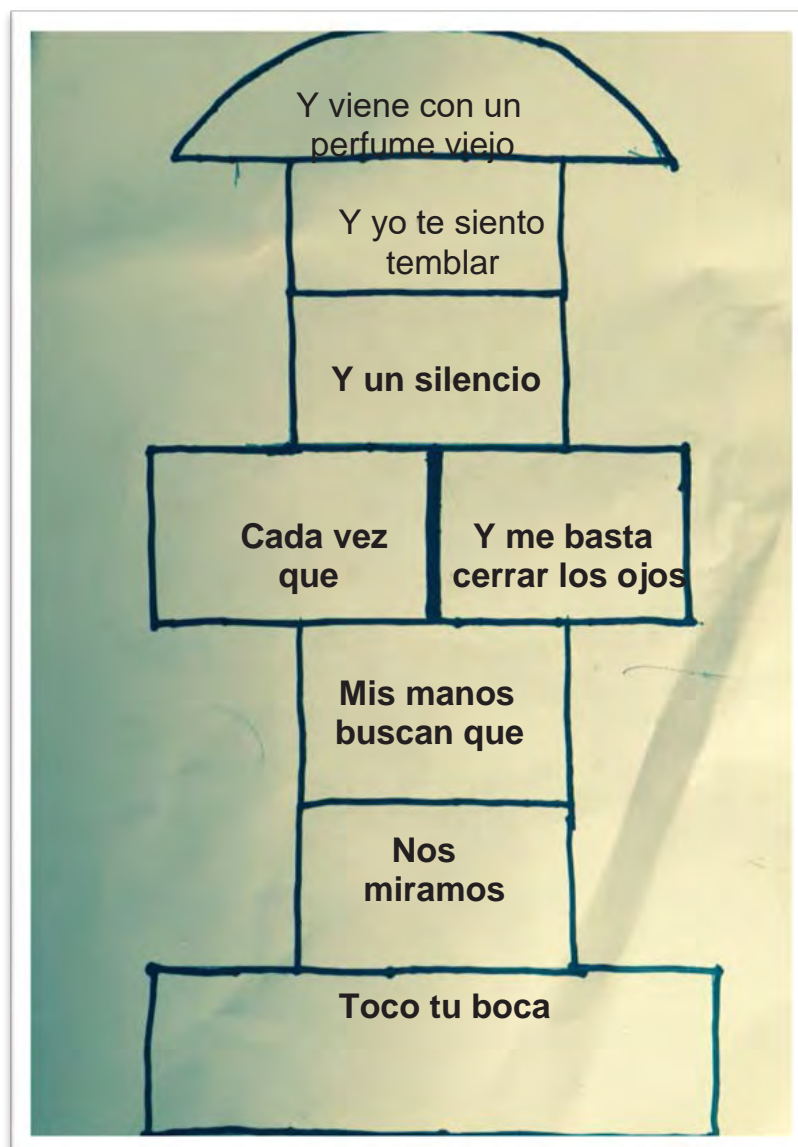 Y viene con un
perfume viejo
Y yo te siento
temblar
Y un silencio
Cada vez
que
Y me basta
cerrar los ojos
Mis manos
buscan que
Nos
miramos
Toco tu boca